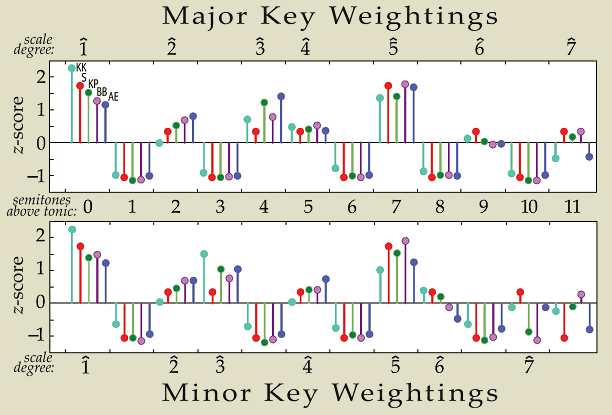 Major Key Weightings
scale degree: 1̂ 2̂ 3̂ 4̂ 5̂ 6̂ 7̂
KK
S
KP
BB
AE
z-score
2
1
0
−1
semitones above tonic: 0 1 2 3 4 5 6 7 8 9 10 11
z-score
2
1
0
−1
scale degree: 1̂ 2̂ 3̂ 4̂ 5̂ 6̂ 7̂
Minor Key Weightings